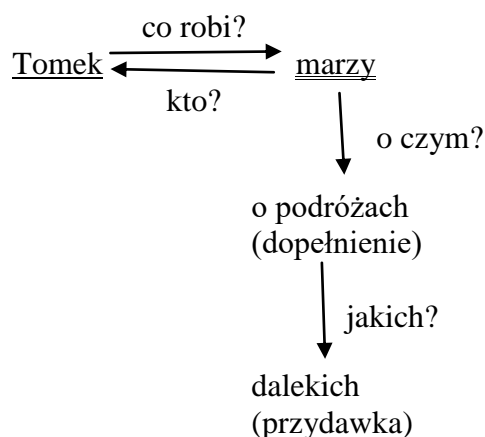 co robi?
Tomek marzy
kto?
o czym?
o podróżach
(dopełnienie)
jakich?
dalekich
(przydawka)